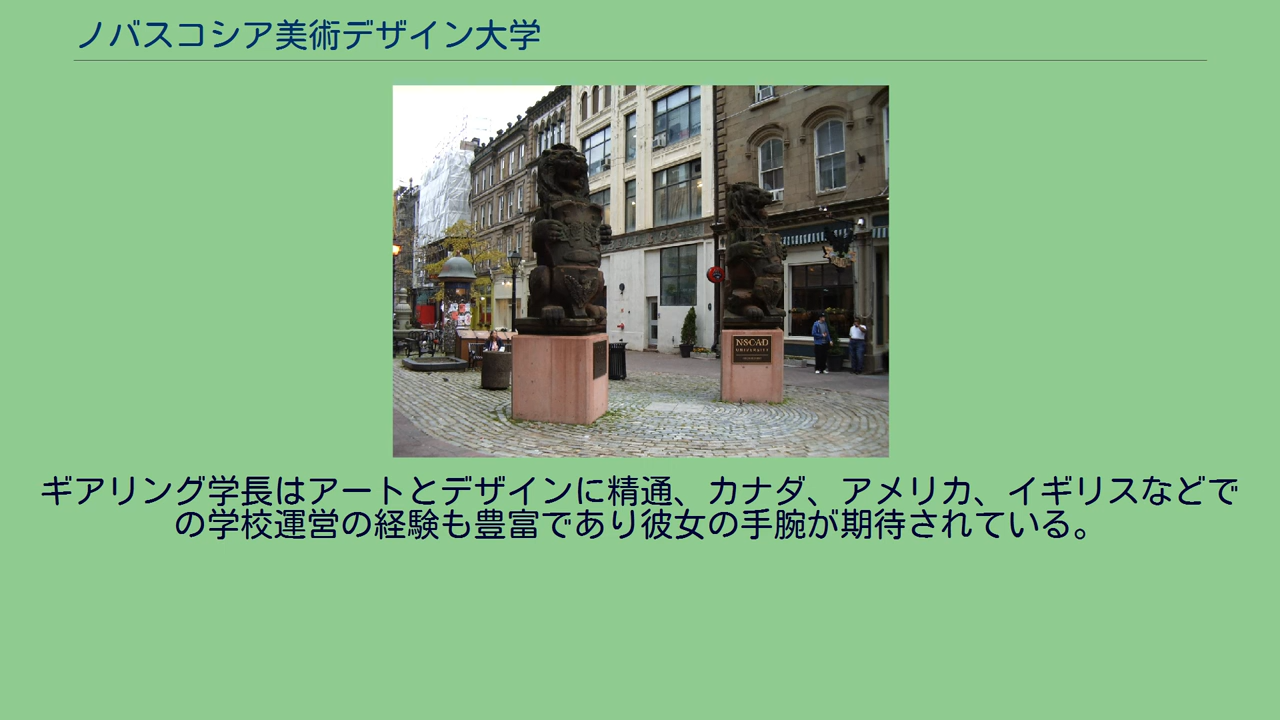 ノバスコシア美術デザイン大学
NSCAD
UNIVERSITY
ギアリング学長はアートとデザインに精通、カナダ、アメリカ、イギリスなどで
の学校運営の経験も豊富であり彼女の手腕が期待されている。